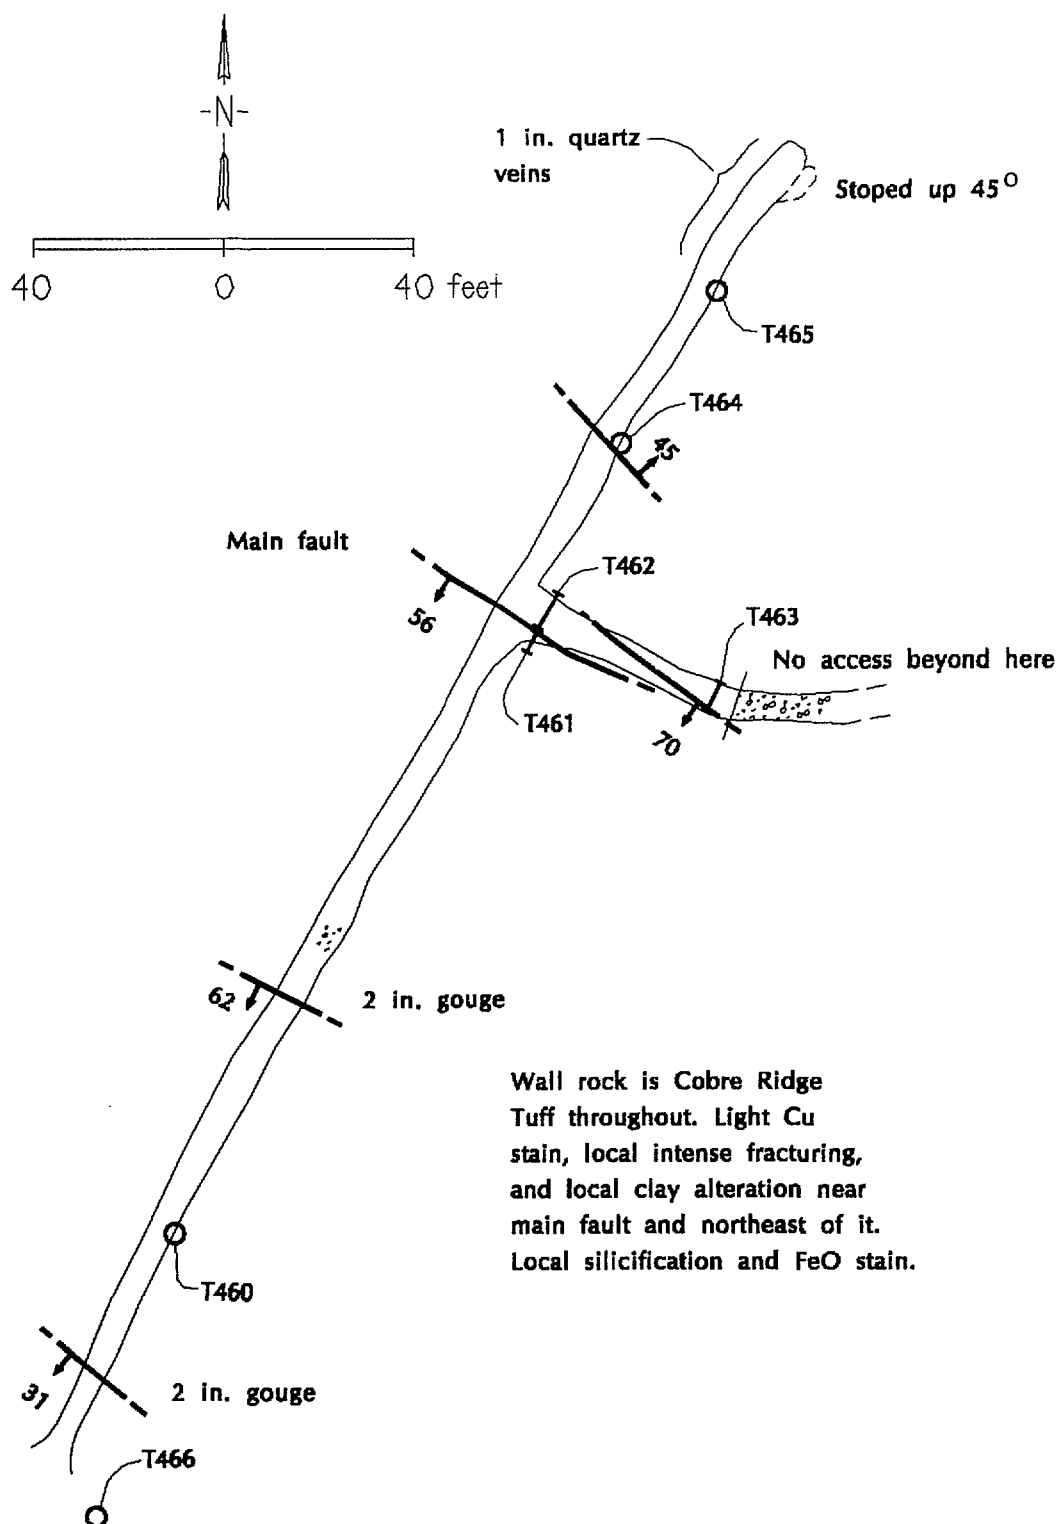 -N-
40 0 40 feet
1 in. quartz
veins
Stoped up 45°
T465
T464
45
Main fault
T462
56
T463
No access beyond here
T461
70
62
2 in. gouge
Wall rock is Cobre Ridge
Tuff throughout. Light Cu
stain, local intense fracturing,
and local clay alteration near
main fault and northeast of it.
Local silicification and FeO stain.
T460
31
2 in. gouge
T466